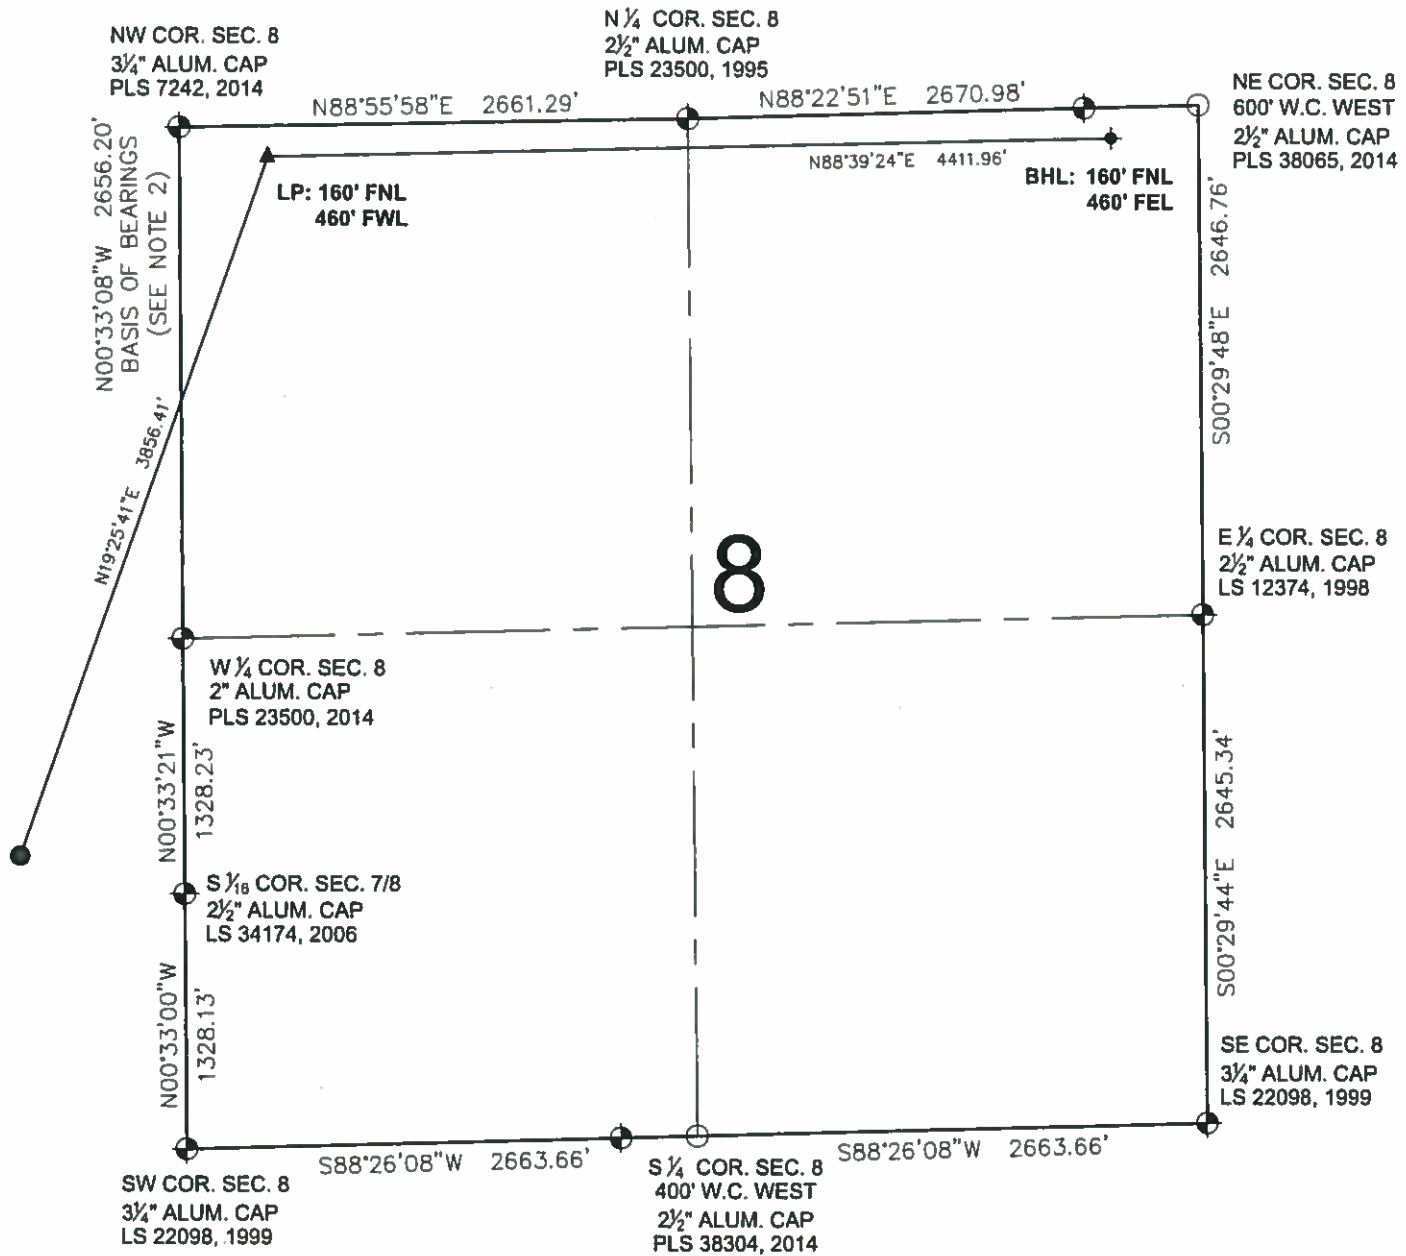 NW COR. SEC. 8
3¼" ALUM. CAP
PLS 7242, 2014
N ¼ COR. SEC. 8
2½" ALUM. CAP
PLS 23500, 1995
NE COR. SEC. 8
600' W.C. WEST
2½" ALUM. CAP
PLS 38065, 2014
N88°55'58"E 2661.29'
N88°22'51"E 2670.98'
N88°39'24"E 4411.96'
LP: 160' FNL
460' FWL
BHL: 160' FNL
460' FEL
N00°33'08"W 2656.20'
BASIS OF BEARINGS
(SEE NOTE 2)
S00°29'48"E 2646.76'
N19°25'41"E 3856.41'
8
E ¼ COR. SEC. 8
2½" ALUM. CAP
LS 12374, 1998
W ¼ COR. SEC. 8
2" ALUM. CAP
PLS 23500, 2014
N00°33'21"W
1328.23'
S00°29'44"E 2645.34'
S 1/16 COR. SEC. 7/8
2½" ALUM. CAP
LS 34174, 2006
N00°33'00"W
1328.13'
SE COR. SEC. 8
3¼" ALUM. CAP
LS 22098, 1999
S88°26'08"W 2663.66'
S88°26'08"W 2663.66'
SW COR. SEC. 8
3¼" ALUM. CAP
LS 22098, 1999
S ¼ COR. SEC. 8
400' W.C. WEST
2½" ALUM. CAP
PLS 38304, 2014